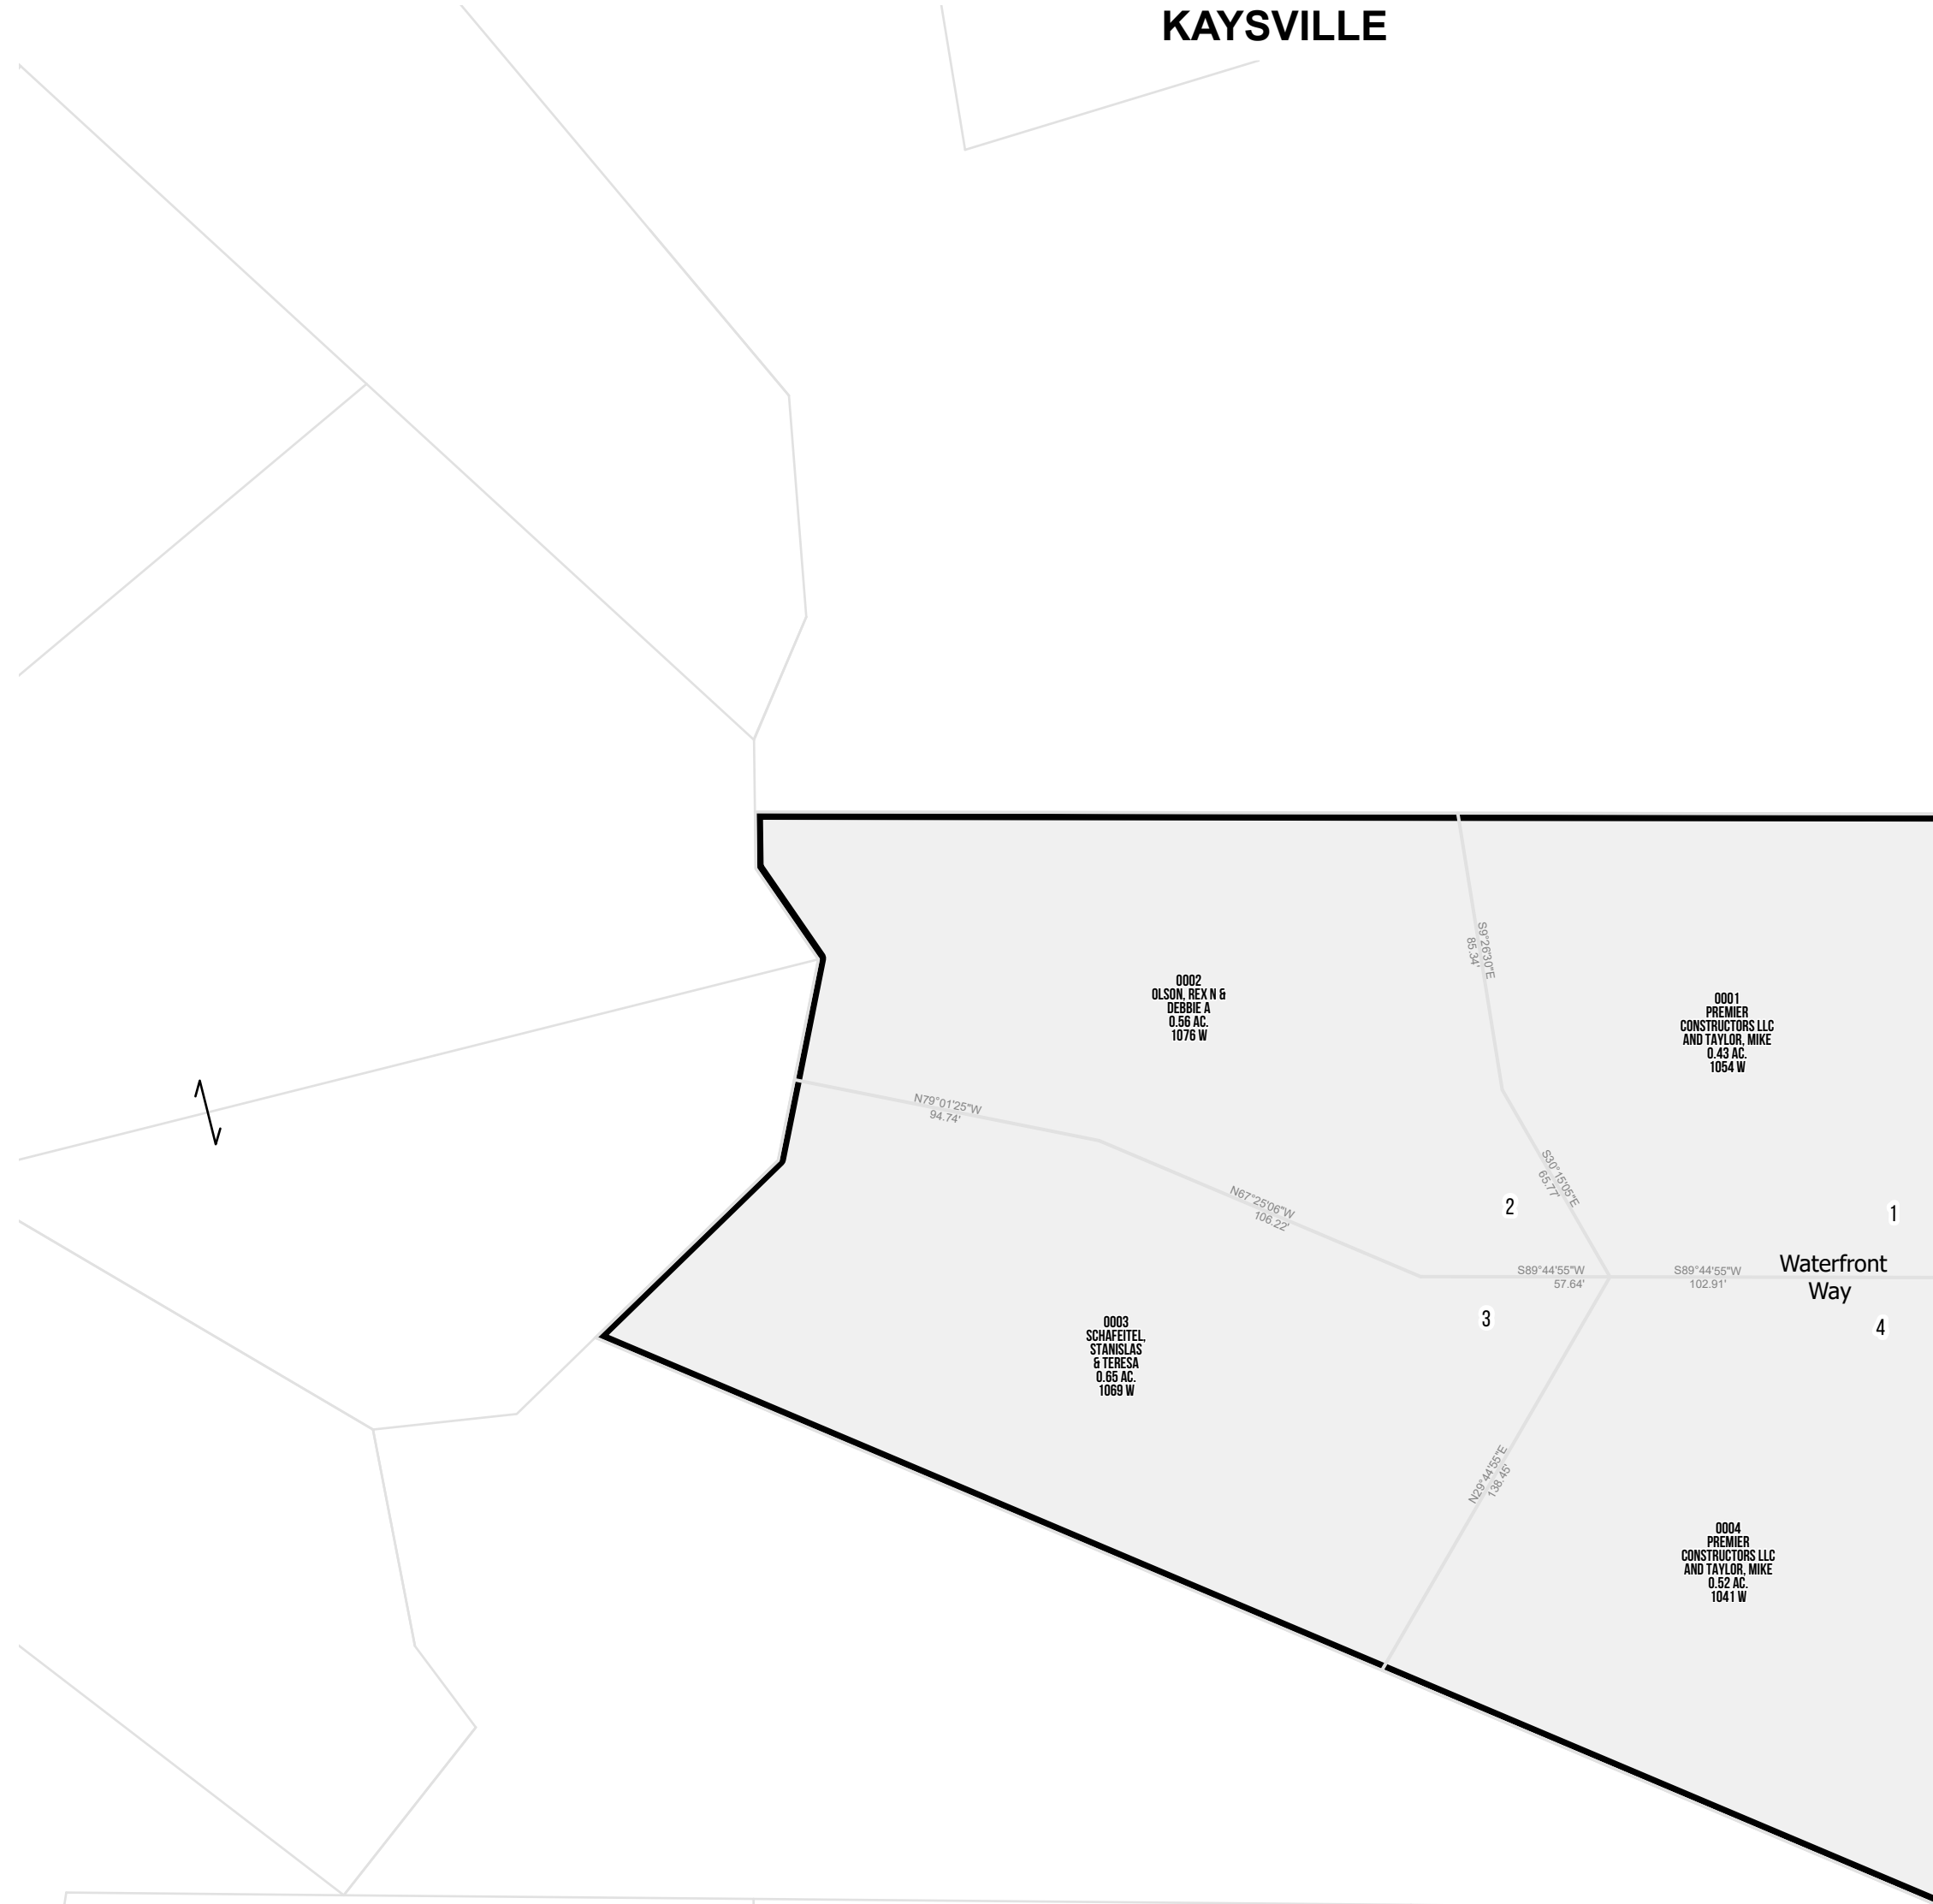 KAYSVILLE
S9°26'30"E
85.34'
0002
OLSON, REX N &
DEBBIE A
0.56 AC.
1076 W
0001
PREMIER
CONSTRUCTORS LLC
AND TAYLOR, MIKE
0.43 AC.
1054 W
N79°01'25"W
94.74'
S30°15'05"E
65.77'
N67°25'06"W
106.22'
2
1
S89°44'55"W
57.64'
S89°44'55"W
102.91'
Waterfront
Way
3
4
0003
SCHAFEITEL,
STANISLAS
& TERESA
0.65 AC.
1069 W
N29°44'55"E
138.45'
0004
PREMIER
CONSTRUCTORS LLC
AND TAYLOR, MIKE
0.52 AC.
1041 W